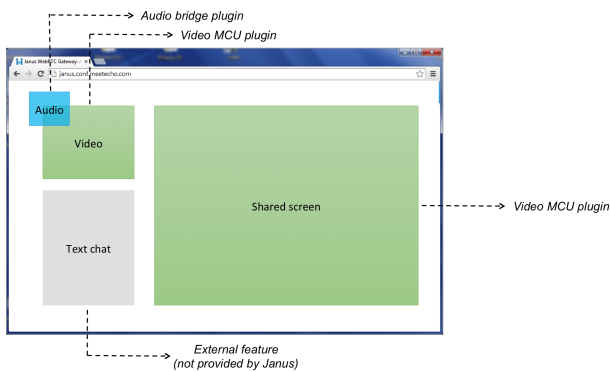 Audio bridge plugin
Video MCU plugin
Janus WebRTC Gateway:
janus.conf.meetecho.com
Audio
Video
Shared screen
Video MCU plugin
Text chat
External feature
(not provided by Janus)